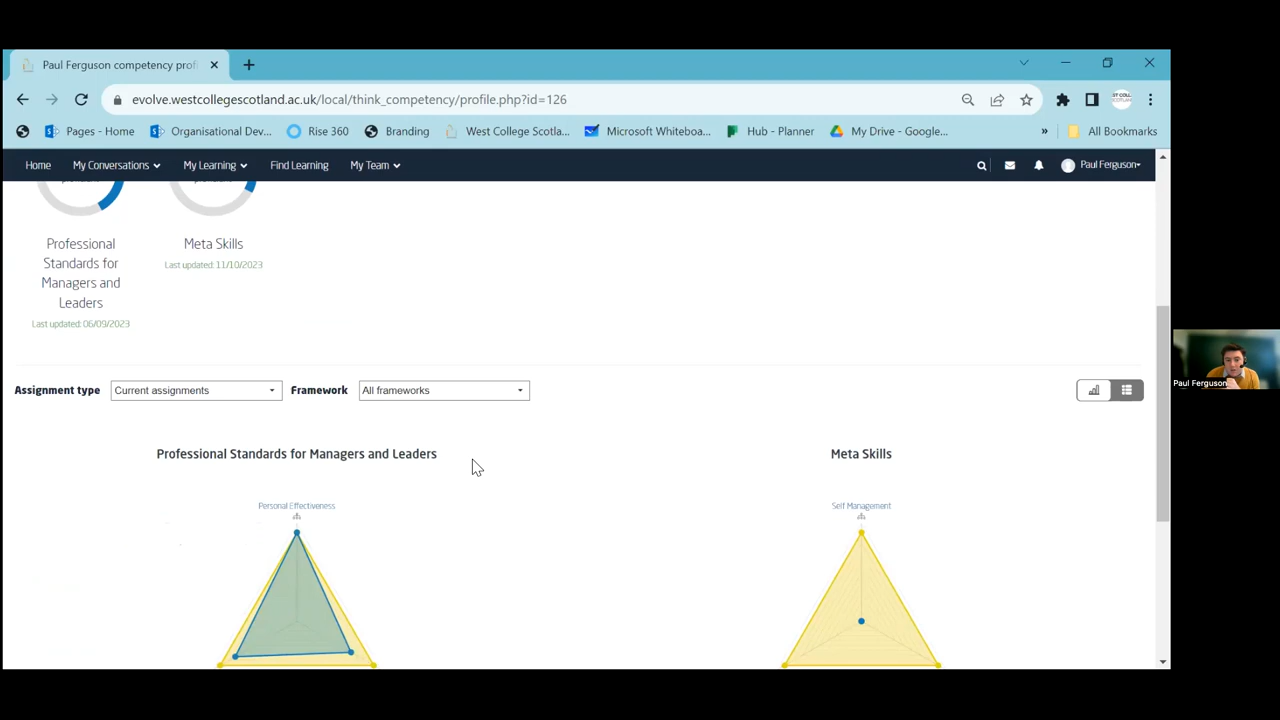 Paul Ferguson competency prof
evolve.westcollegescotland.ac.uk/local/think_competency/profile.php?id=126
Pages - Home
Organisational Dev...
Rise 360
Branding
West College Scotla...
Microsoft Whiteboa...
Hub - Planner
My Drive - Google...
»
All Bookmarks
Home
My Conversations
My Learning
Find Learning
My Team
Paul Ferguson
Professional
Standards for
Managers and
Leaders
Last updated: 06/09/2023
Meta Skills
Last updated: 11/10/2023
Assignment type
Current assignments
Framework
All frameworks
Professional Standards for Managers and Leaders
Meta Skills
Personal Effectiveness
Self Management
Paul Ferguson